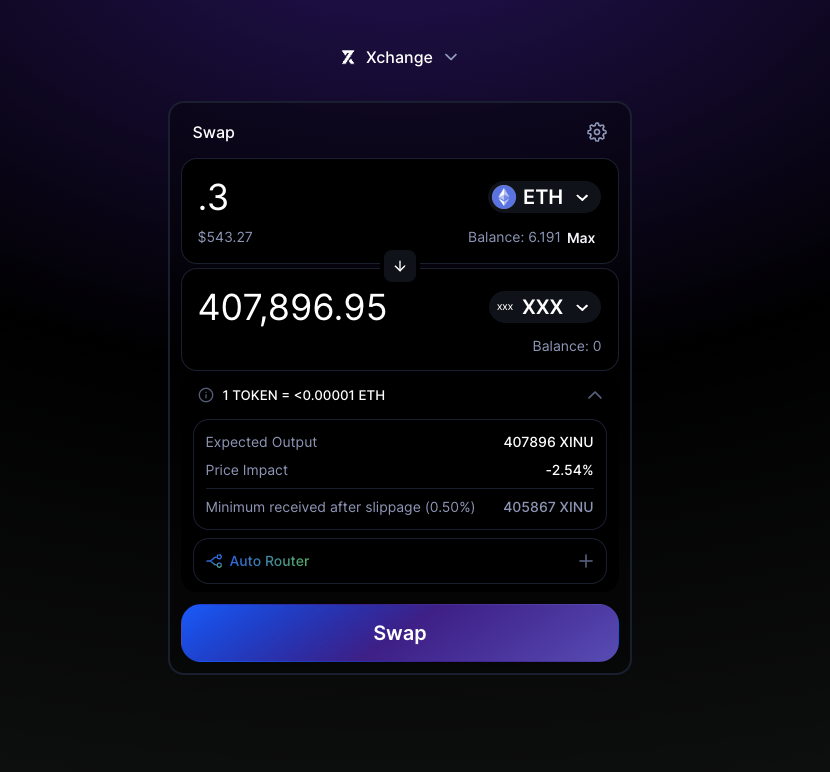 Xchange
Swap
.3 ETH
$543.27 Balance: 6.191 Max
407,896.95 xxx XXX
Balance: 0
1 TOKEN = <0.00001 ETH
Expected Output 407896 XINU
Price Impact -2.54%
Minimum received after slippage (0.50%) 405867 XINU
Auto Router
Swap